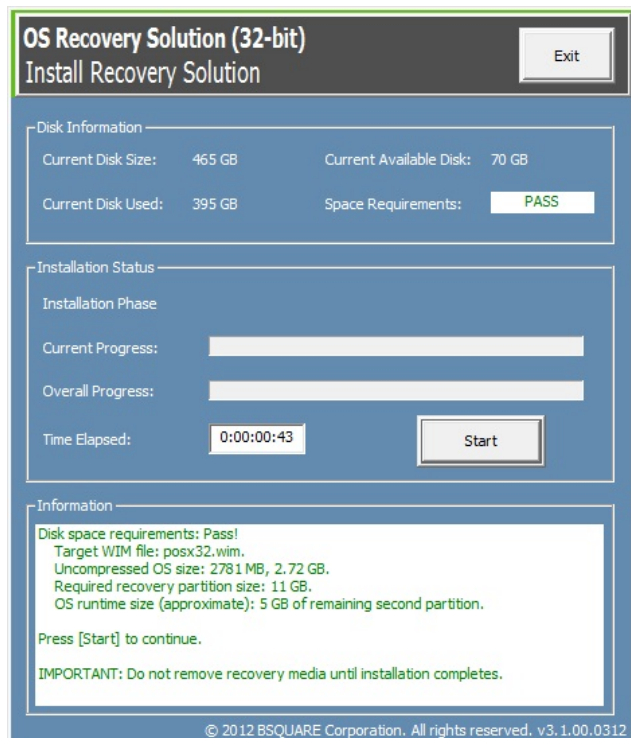 OS Recovery Solution (32-bit)
Install Recovery Solution
Exit
Disk Information
Current Disk Size: 465 GB Current Available Disk: 70 GB
Current Disk Used: 395 GB Space Requirements: PASS
Installation Status
Installation Phase
Current Progress:
Overall Progress:
Time Elapsed: 0:00:00:43 Start
Information
Disk space requirements: Pass!
Target WIM file: posx32.wim.
Uncompressed OS size: 2781 MB, 2.72 GB.
Required recovery partition size: 11 GB.
OS runtime size (approximate): 5 GB of remaining second partition.
Press [Start] to continue.
IMPORTANT: Do not remove recovery media until installation completes.
© 2012 BSQUARE Corporation. All rights reserved. v3.1.00.0312